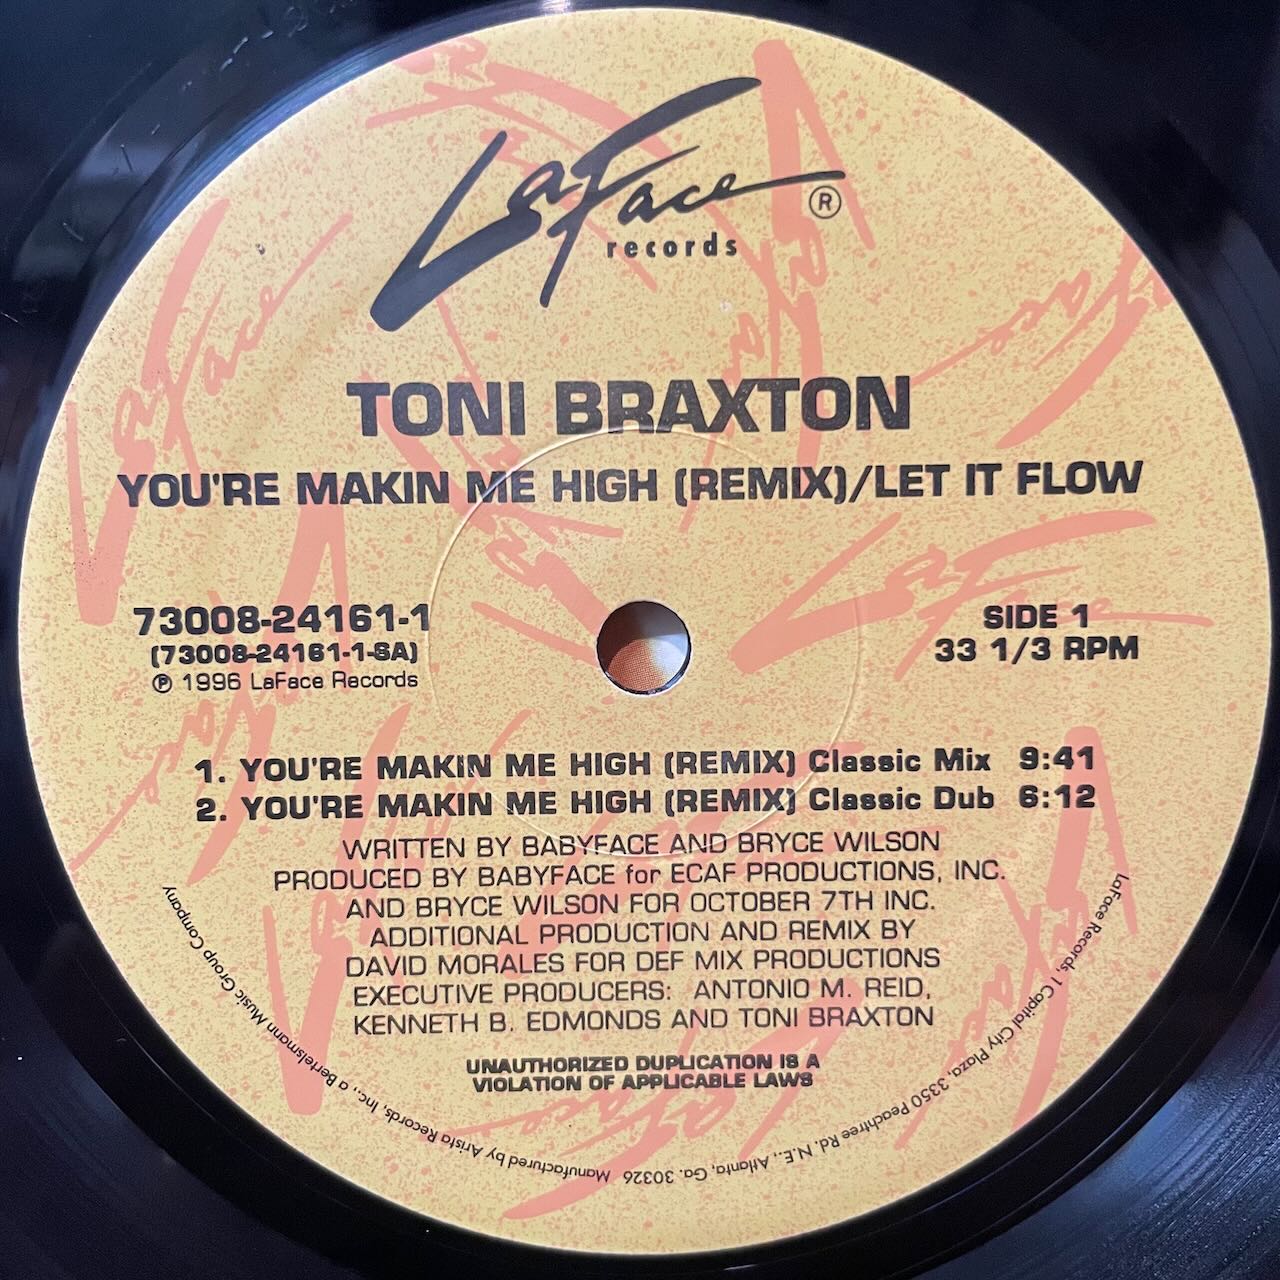 LaFace ®
records
TONI BRAXTON
YOU'RE MAKIN ME HIGH (REMIX)/LET IT FLOW
73008-24161-1
(73008-24161-1-SA)
℗ 1996 LaFace Records
SIDE 1
33 1/3 RPM
1. YOU'RE MAKIN ME HIGH (REMIX) Classic Mix 9:41
2. YOU'RE MAKIN ME HIGH (REMIX) Classic Dub 6:12
WRITTEN BY BABYFACE AND BRYCE WILSON
PRODUCED BY BABYFACE for ECAF PRODUCTIONS, INC.
AND BRYCE WILSON FOR OCTOBER 7TH INC.
ADDITIONAL PRODUCTION AND REMIX BY
DAVID MORALES FOR DEF MIX PRODUCTIONS
EXECUTIVE PRODUCERS: ANTONIO M. REID,
KENNETH B. EDMONDS AND TONI BRAXTON
UNAUTHORIZED DUPLICATION IS A
VIOLATION OF APPLICABLE LAWS
LaFace Records, 1 Capital City Plaza, 3350 Peachtree Rd. N.E., Atlanta, Ga. 30326 Manufactured by Arista Records, Inc., a Bertelsmann Music Group Company